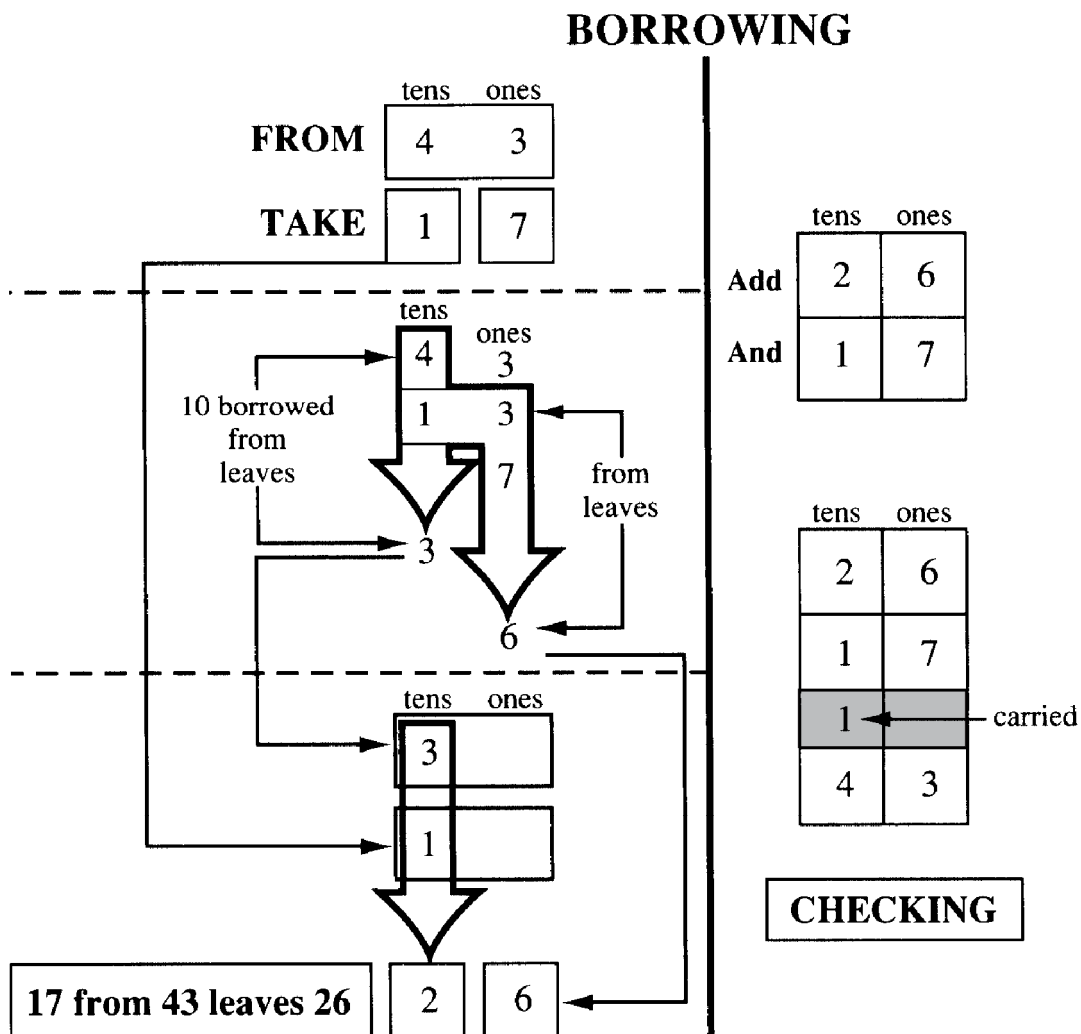 BORROWING
tens ones
FROM 4 3
TAKE 1 7
tens
ones
4
3
1 3
7
10 borrowed
from
leaves
from
leaves
3
6
tens ones
3
1
17 from 43 leaves 26 2 6
tens ones
Add 2 6
And 1 7
tens ones
2 6
1 7
1 carried
4 3
CHECKING